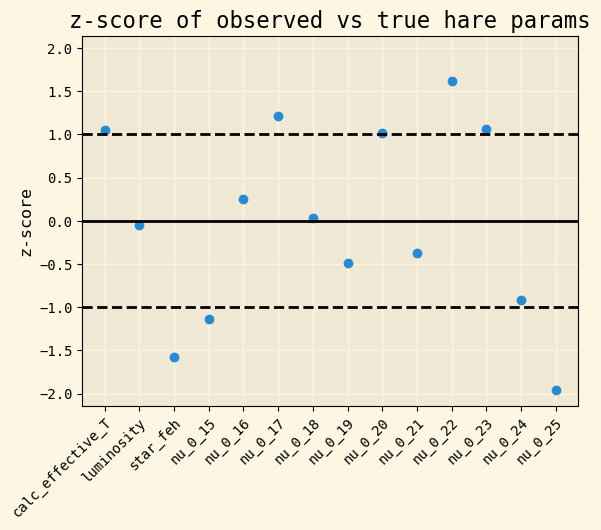 z-score of observed vs true hare params
2.0
1.5
1.0
0.5
0.0
−0.5
−1.0
−1.5
−2.0
z-score
calc_effective_T
luminosity
star_feh
nu_0_15
nu_0_16
nu_0_17
nu_0_18
nu_0_19
nu_0_20
nu_0_21
nu_0_22
nu_0_23
nu_0_24
nu_0_25